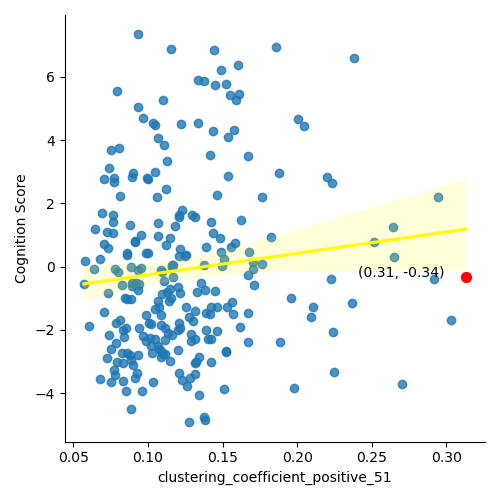 Cognition Score
6
4
2
0
−2
−4
(0.31, -0.34)
0.05 0.10 0.15 0.20 0.25 0.30
clustering_coefficient_positive_51